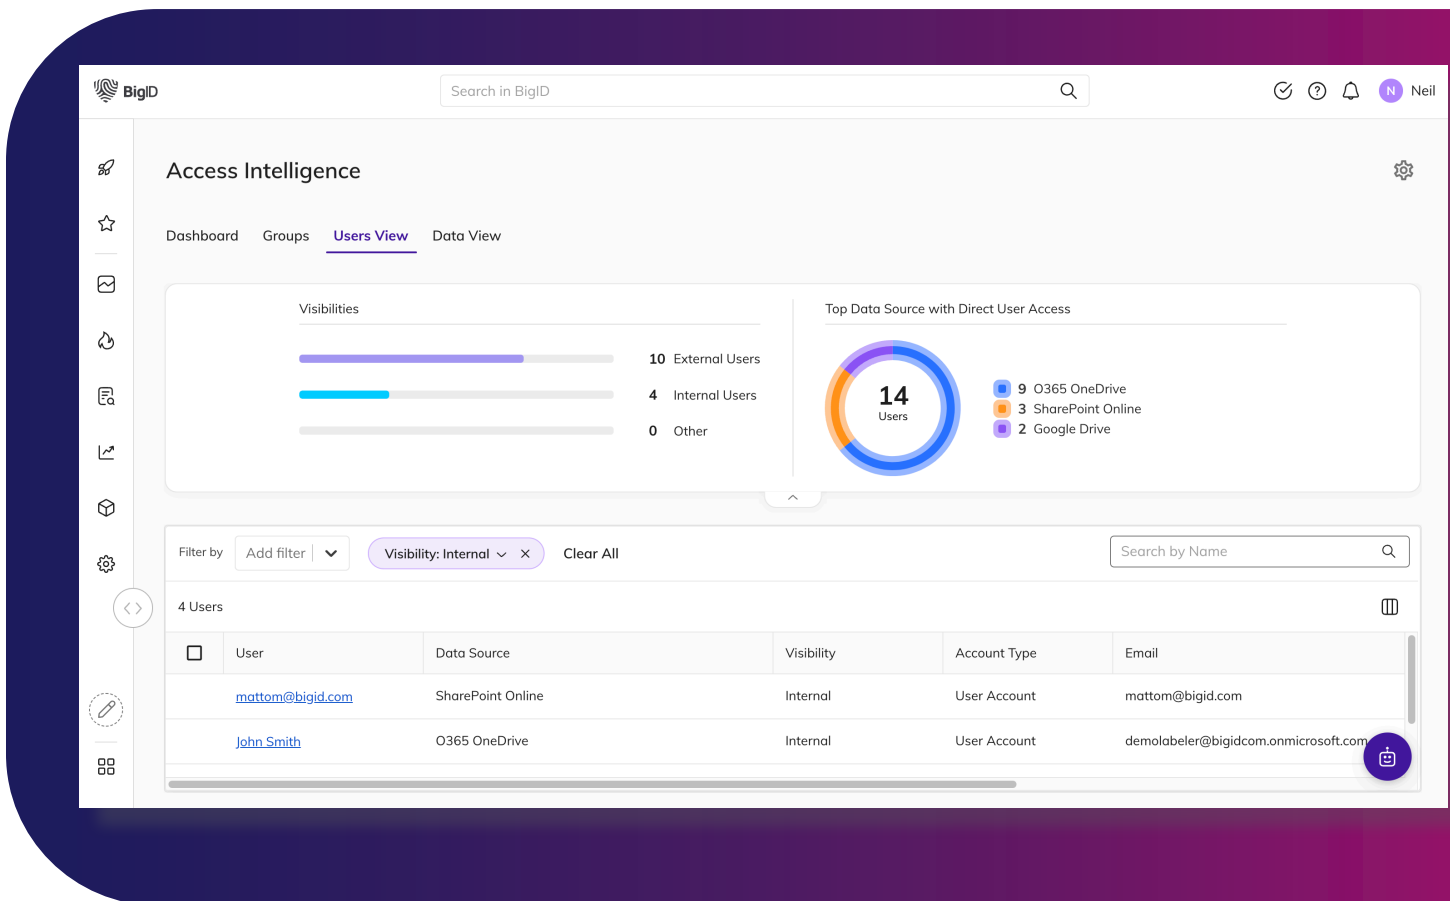 BigID
Search in BigID
N
Neil
Access Intelligence
Dashboard Groups Users View Data View
Visibilities
10 External Users
4 Internal Users
0 Other
Top Data Source with Direct User Access
14
Users
9 O365 OneDrive
3 SharePoint Online
2 Google Drive
Filter by Add filter Visibility: Internal Clear All Search by Name
4 Users
User Data Source Visibility Account Type Email
mattom@bigid.com SharePoint Online Internal User Account mattom@bigid.com
John Smith O365 OneDrive Internal User Account demolabeler@bigidcom.onmicrosoft.com